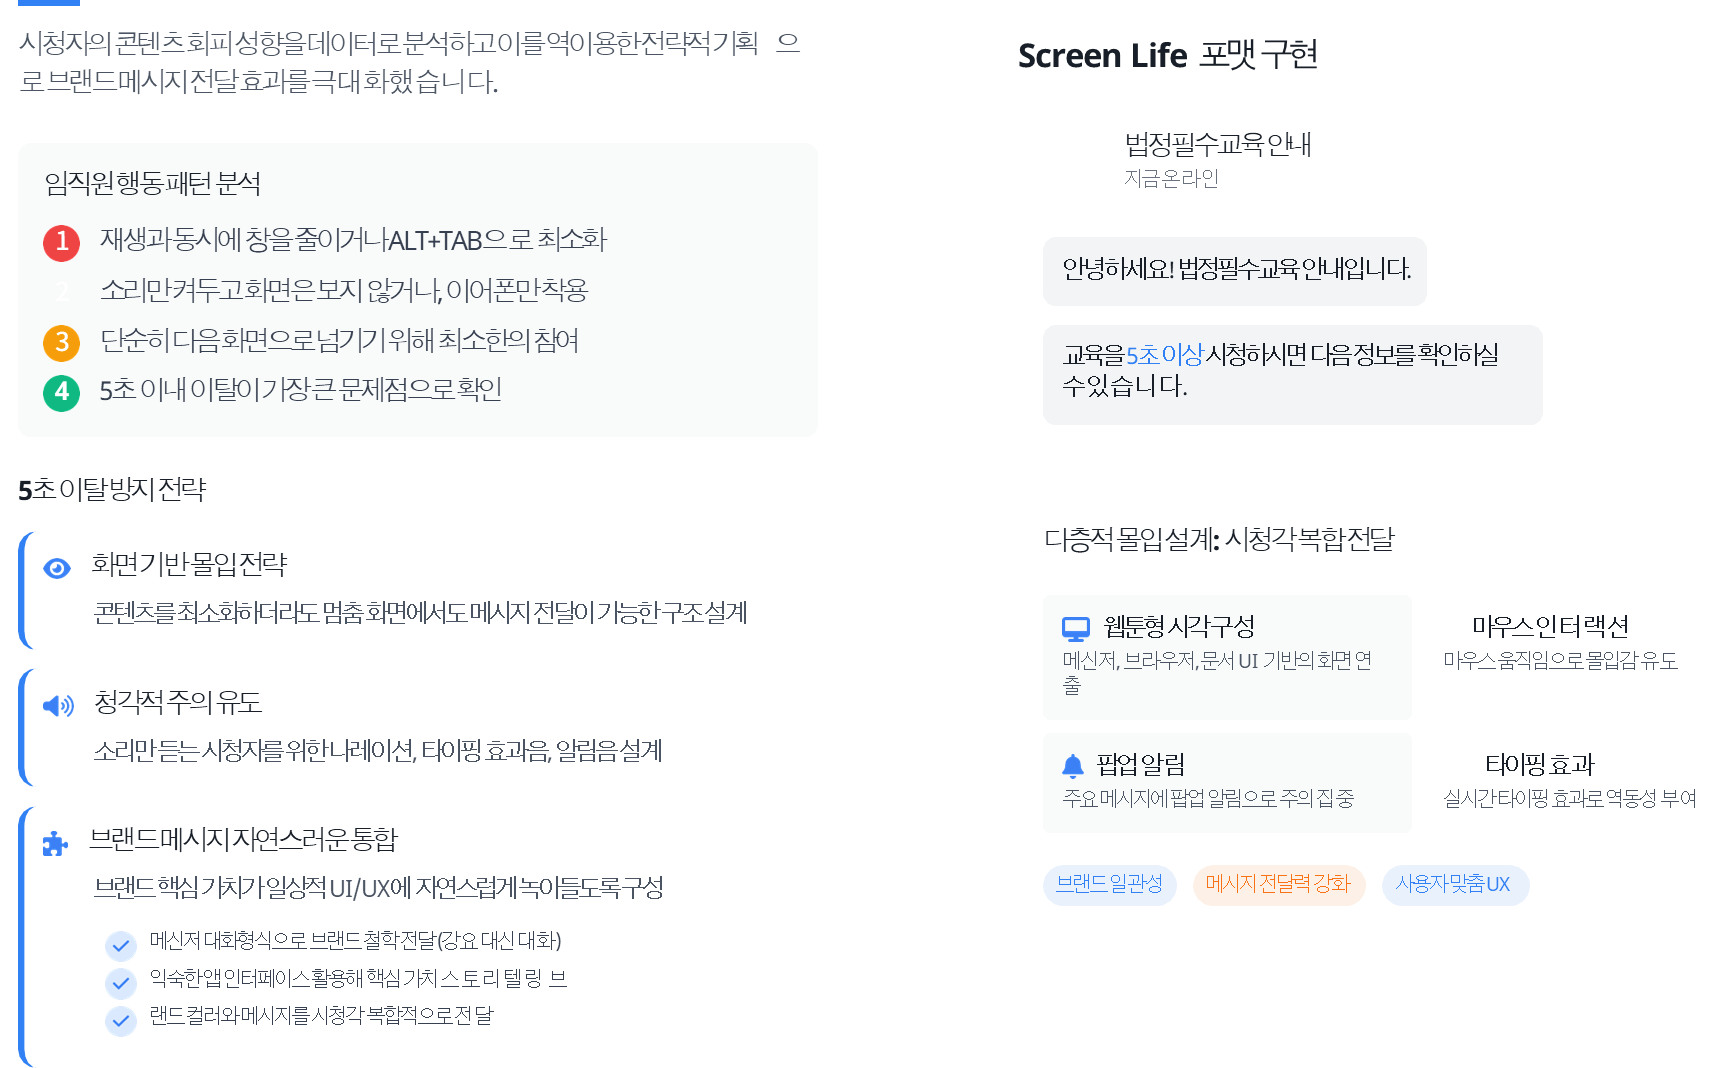 시청자의 콘텐츠 회피 성향을 데이터로 분석하고 이를 역이용한 전략적 기획 으
로 브랜드 메시지 전달 효과를 극대화했습니다.
임직원 행동 패턴 분석
1 재생과 동시에 창을 줄이거나 ALT+TAB으로 최소화
2 소리만 켜두고 화면은 보지 않거나, 이어폰만 착용
3 단순히 다음 화면으로 넘기기 위해 최소한의 참여
4 5초 이내 이탈이 가장 큰 문제점으로 확인
5초 이탈 방지 전략
화면 기반 몰입 전략
콘텐츠를 최소화하더라도 멈춤 화면에서도 메시지 전달이 가능한 구조 설계
청각적 주의 유도
소리만 듣는 시청자를 위한 나레이션, 타이핑 효과음, 알림음 설계
브랜드 메시지 자연스러운 통합
브랜드 핵심 가치가 일상적 UI/UX에 자연스럽게 녹아들도록 구성
메신저 대화형식으로 브랜드 철학 전달(강요 대신 대화)
익숙한 앱 인터페이스 활용해 핵심 가치 스토리텔링 브
랜드 컬러와 메시지를 시청각 복합적으로 전달
Screen Life 포맷 구현
법정필수교육 안내
지금 온라인
안녕하세요! 법정필수교육 안내입니다.
교육을 5초 이상 시청하시면 다음 정보를 확인하실
수 있습니다.
다층적 몰입 설계: 시청각 복합 전달
웹툰형 시각 구성
메신저, 브라우저, 문서 UI 기반의 화면 연
출
마우스 인터랙션
마우스 움직임으로 몰입감 유도
팝업 알림
주요 메시지에 팝업 알림으로 주의 집중
타이핑 효과
실시간 타이핑 효과로 역동성 부여
브랜드 일관성
메시지 전달력 강화
사용자 맞춤 UX